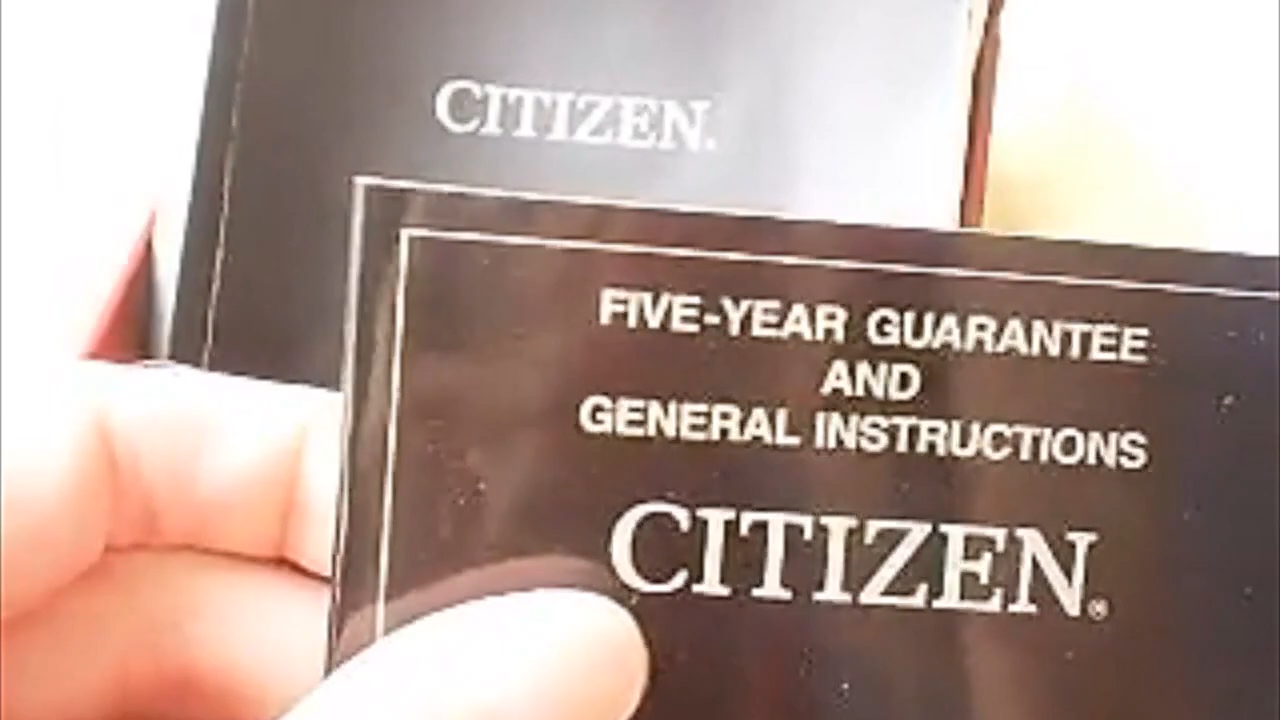 CITIZEN.
FIVE-YEAR GUARANTEE
AND
GENERAL INSTRUCTIONS
CITIZEN®